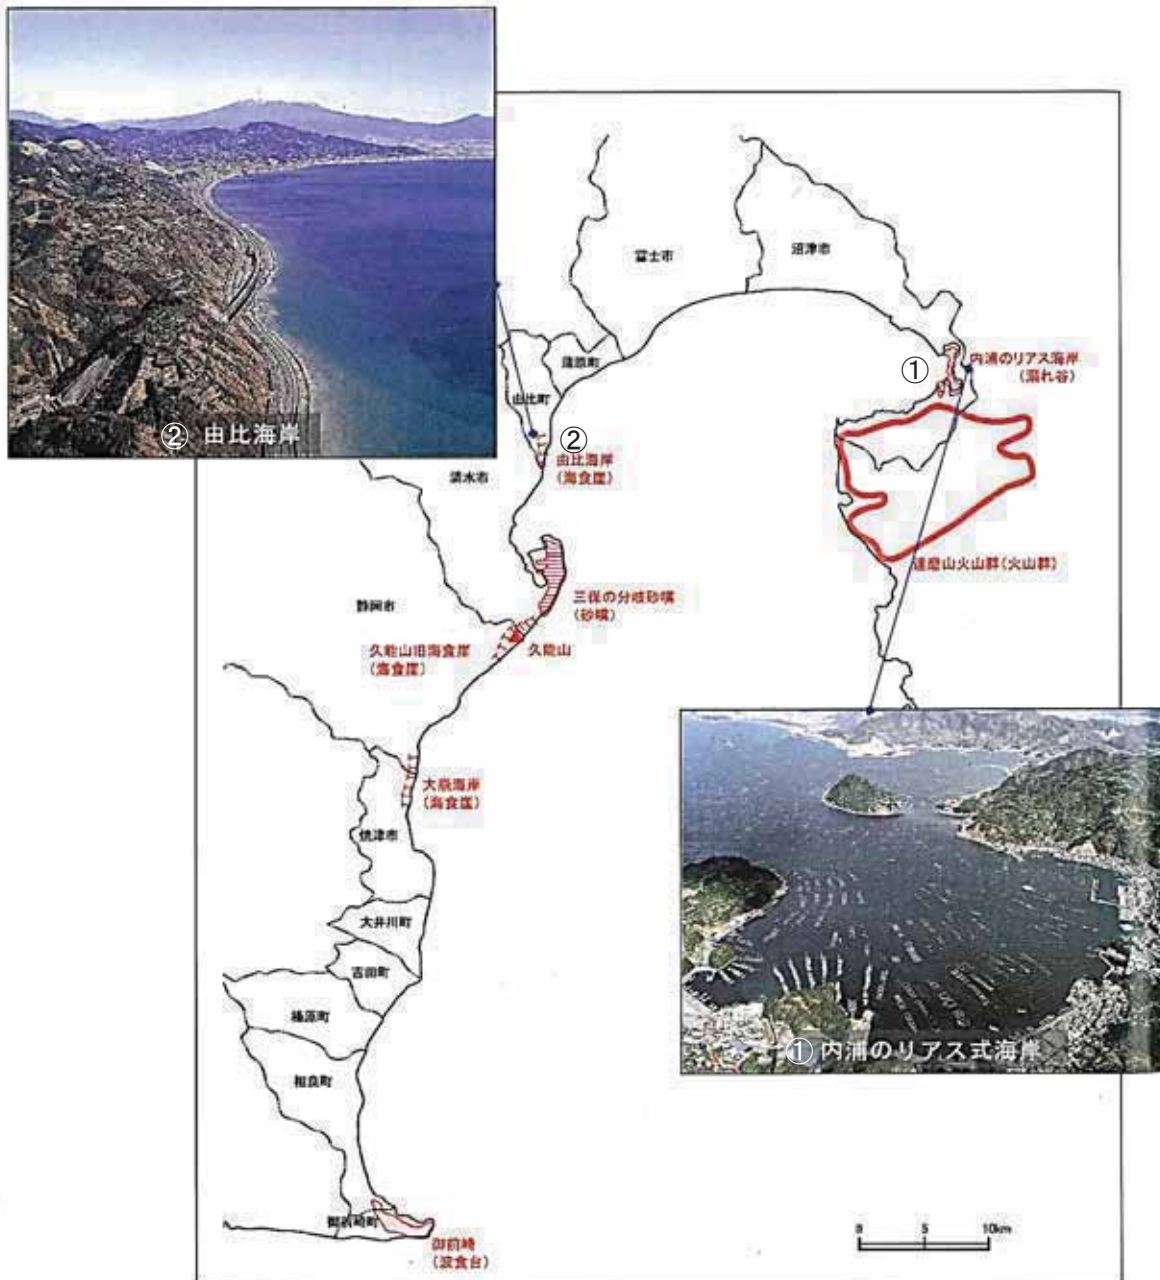 ② 由比海岸
富士市
沼津市
蒲原町
由比町
①
内浦のリアス海岸
(溺れ谷)
②
由比海岸
(海食崖)
清水市
達磨山火山群(火山群)
三保の分岐砂嘴
(砂嘴)
静岡市
久能山旧海食崖
(海食崖)
久能山
大崩海岸
(海食崖)
焼津市
大井川町
吉田町
榛原町
相良町
① 内浦のリアス式海岸
御前崎町
御前崎
(波食台)
0 5 10km